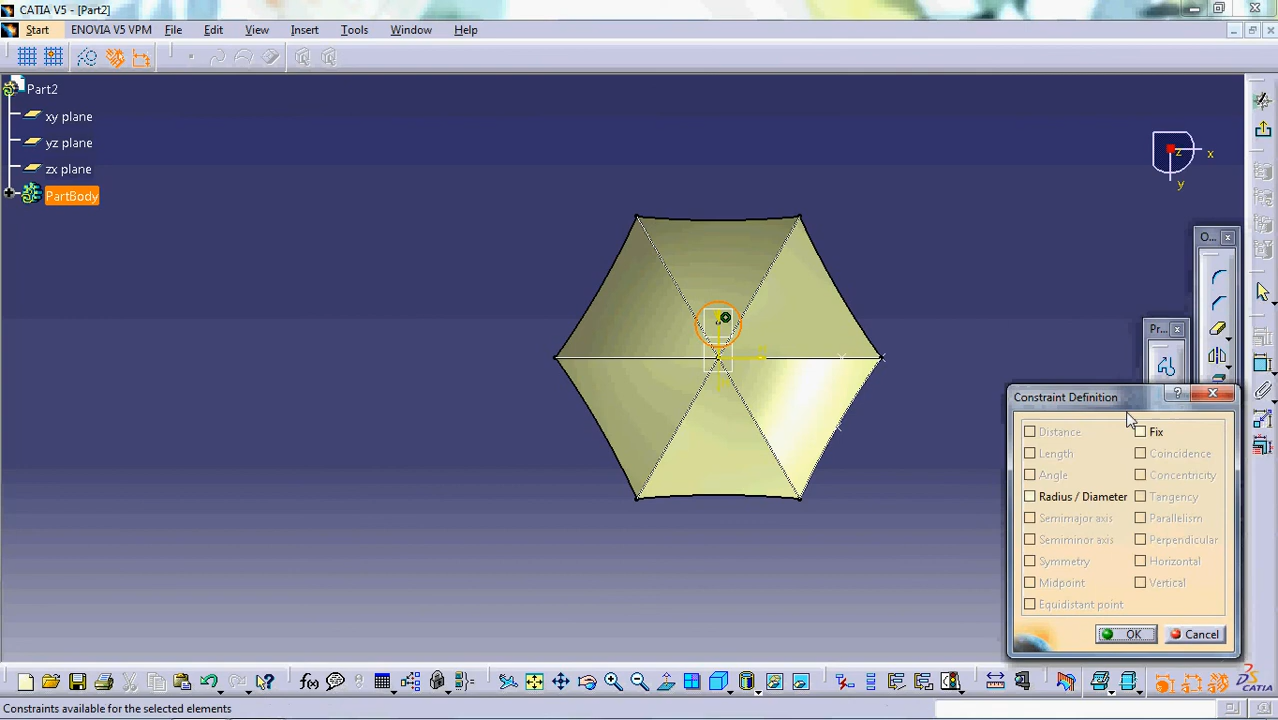 CATIA V5 - [Part2]
Start ENOVIA V5 VPM File Edit View Insert Tools Window Help
Part2
xy plane
yz plane
zx plane
PartBody
z
x
y
O...
Pr...
Constraint Definition
Distance
Fix
Length
Coincidence
Angle
Concentricity
Radius / Diameter
Tangency
Semimajor axis
Parallelism
Semiminor axis
Perpendicular
Symmetry
Horizontal
Midpoint
Vertical
Equidistant point
OK Cancel
f(x)
CATIA
Constraints available for the selected elements